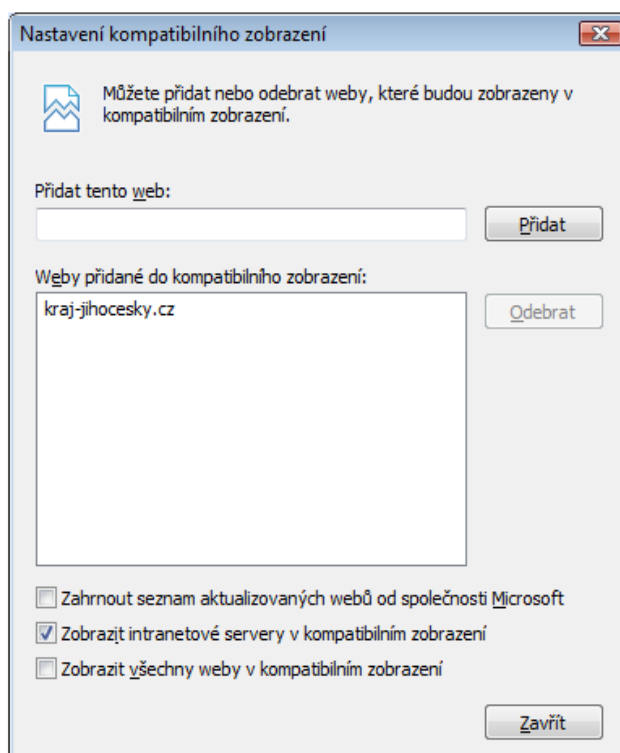 Nastavení kompatibilního zobrazení
Můžete přidat nebo odebrat weby, které budou zobrazeny v
kompatibilním zobrazení.
Přidat tento web:
Přidat
Weby přidané do kompatibilního zobrazení:
kraj-jihocesky.cz
Odebrat
Zahrnout seznam aktualizovaných webů od společnosti Microsoft
Zobrazit intranetové servery v kompatibilním zobrazení
Zobrazit všechny weby v kompatibilním zobrazení
Zavřít